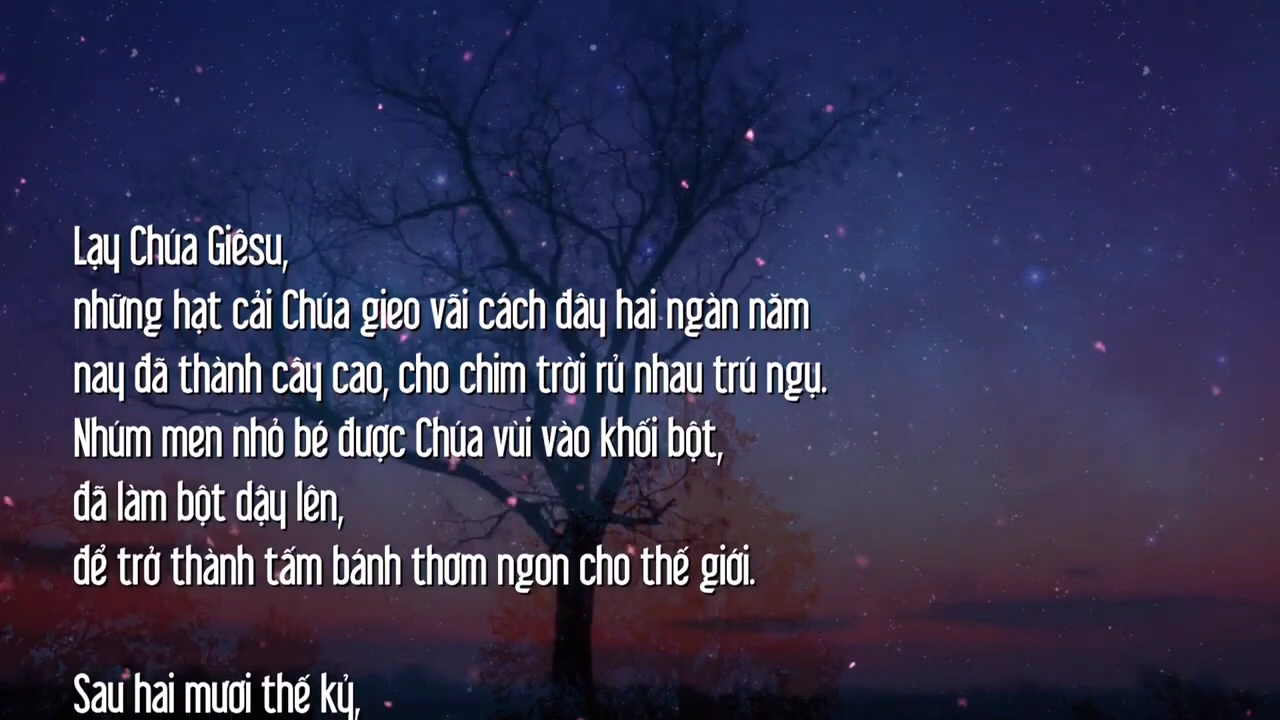 Lạy Chúa Giêsu,
những hạt cải Chúa gieo vãi cách đây hai ngàn năm
nay đã thành cây cao, cho chim trời rủ nhau trú ngụ.
Nhúm men nhỏ bé được Chúa vùi vào khối bột,
đã làm bột dậy lên,
để trở thành tấm bánh thơm ngon cho thế giới.
Sau hai mươi thế kỷ,